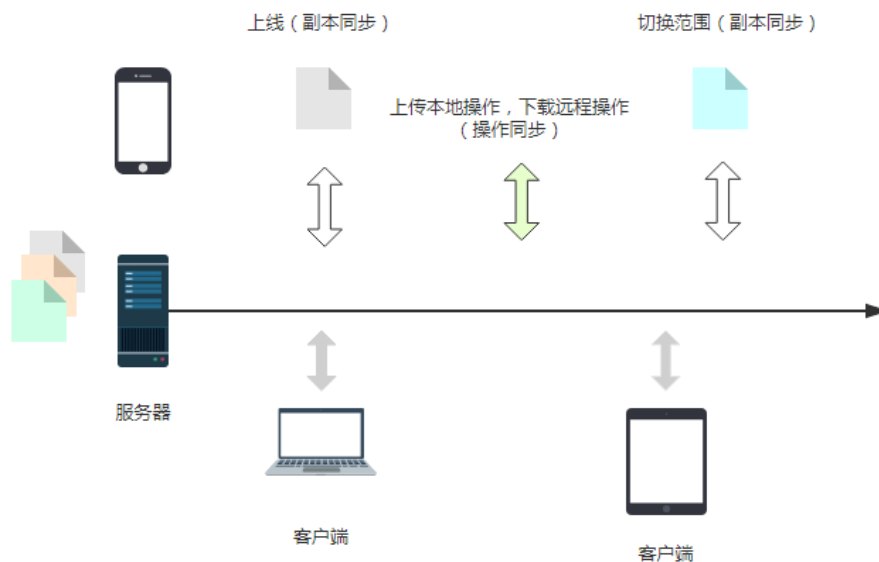 上线（副本同步）
切换范围（副本同步）
上传本地操作，下载远程操作
（操作同步）
服务器
客户端
客户端